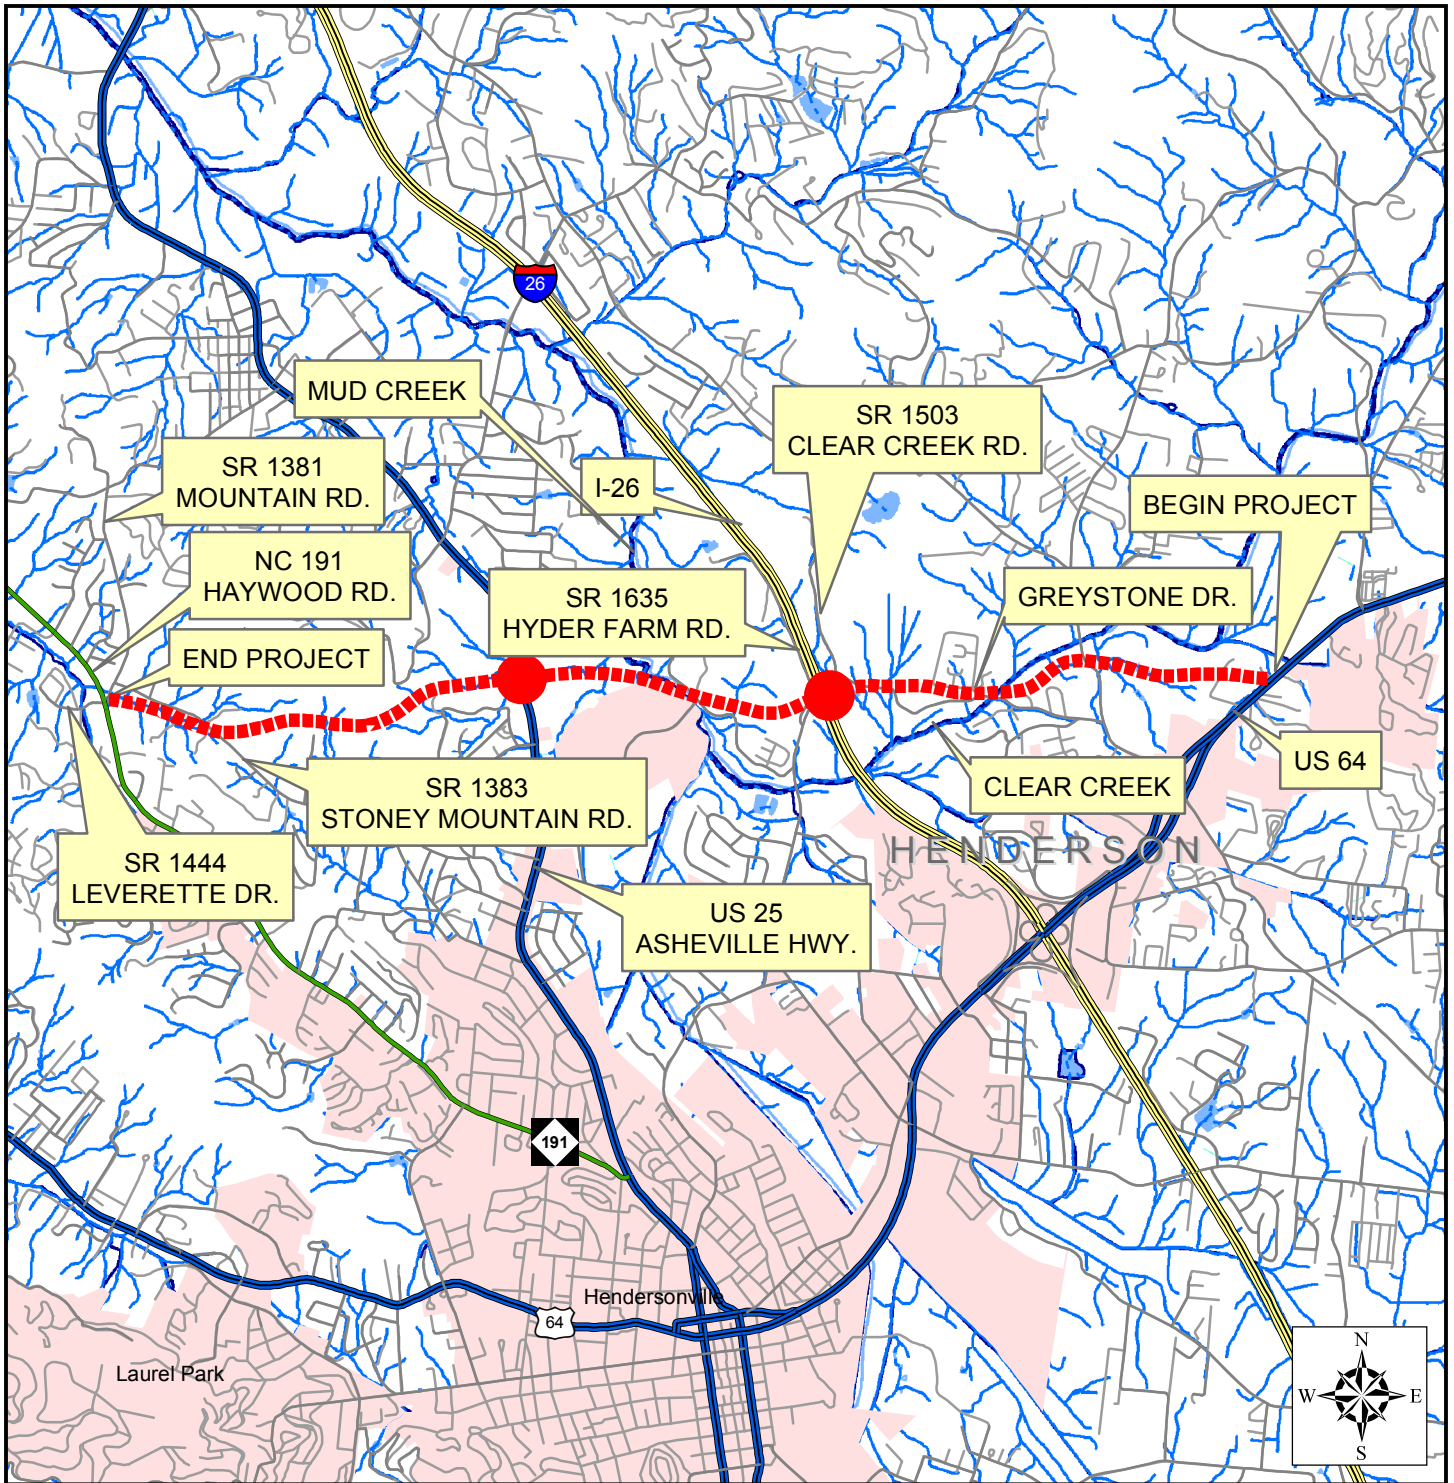 26
MUD CREEK
SR 1503
CLEAR CREEK RD.
SR 1381
MOUNTAIN RD.
I-26
BEGIN PROJECT
NC 191
HAYWOOD RD.
SR 1635
HYDER FARM RD.
GREYSTONE DR.
END PROJECT
SR 1383
STONEY MOUNTAIN RD.
CLEAR CREEK
US 64
HENDERSON
SR 1444
LEVERETTE DR.
US 25
ASHEVILLE HWY.
191
Hendersonville
64
Laurel Park
N
W E
S